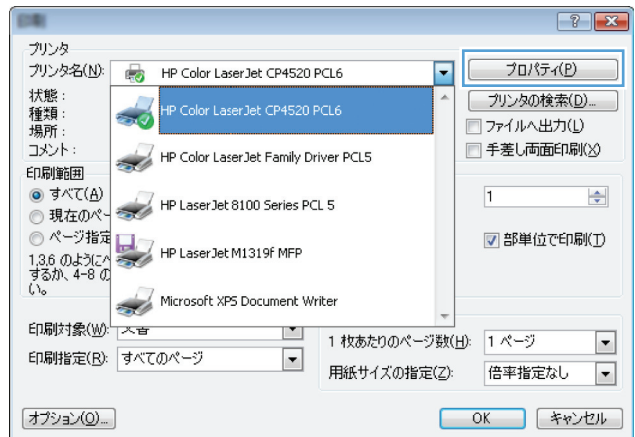 プリンタ
プリンタ名(N): HP Color LaserJet CP4520 PCL6 プロパティ(P)
状態:
HP Color LaserJet CP4520 PCL6
プリンタの検索(D)...
種類:
場所:
ファイルへ出力(L)
コメント:
HP Color LaserJet Family Driver PCL5
手差し両面印刷(X)
印刷範囲
すべて(A)
HP LaserJet 8100 Series PCL 5
1
現在のペー
ページ指定
HP LaserJet M1319f MFP
部単位で印刷(T)
1,3,6 のように
するか、4-8 の
い。
Microsoft XPS Document Writer
印刷対象(W):
1 枚あたりのページ数(H): 1 ページ
印刷指定(R): すべてのページ
用紙サイズの指定(Z): 倍率指定なし
オプション(O)... OK キャンセル